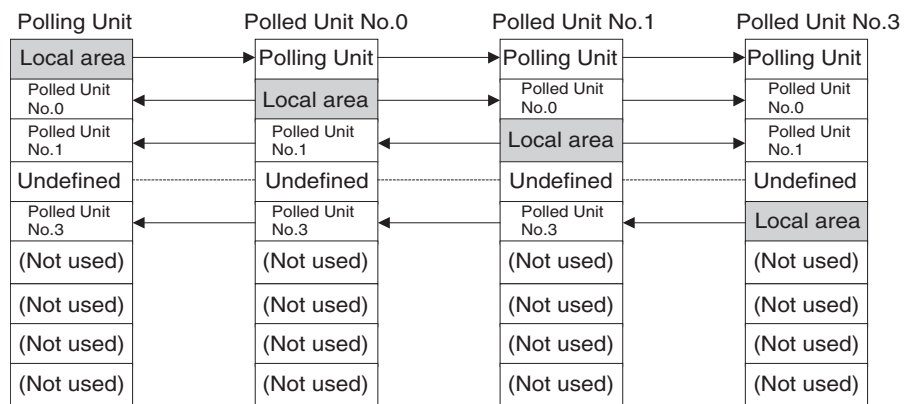 Polling Unit Polled Unit No.0 Polled Unit No.1 Polled Unit No.3
Local area Polling Unit Polling Unit Polling Unit
Polled Unit Local area Polled Unit Polled Unit
No.0 No.0 No.0
Polled Unit Polled Unit Local area Polled Unit
No.1 No.1 No.1
Undefined Undefined Undefined Undefined
Polled Unit Polled Unit Polled Unit Local area
No.3 No.3 No.3
(Not used) (Not used) (Not used) (Not used)
(Not used) (Not used) (Not used) (Not used)
(Not used) (Not used) (Not used) (Not used)
(Not used) (Not used) (Not used) (Not used)